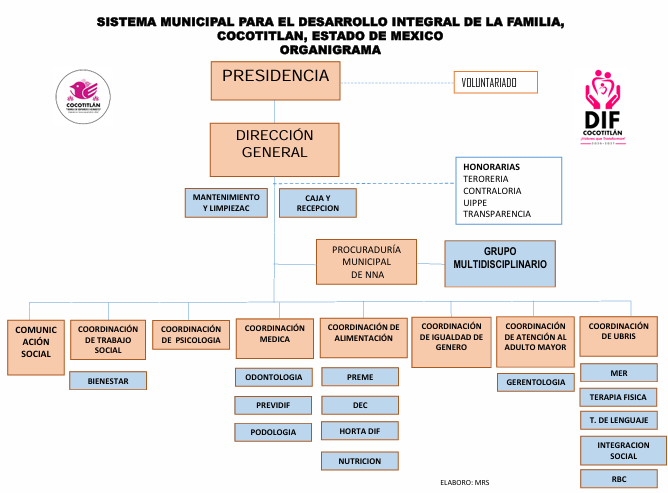 SISTEMA MUNICIPAL PARA EL DESARROLLO INTEGRAL DE LA FAMILIA,
COCOTITLAN, ESTADO DE MEXICO
ORGANIGRAMA
PRESIDENCIA
VOLUNTARIADO
COCOTITLÁN
DIF
COCOTITLÁN
DIRECCIÓN
GENERAL
HONORARIAS
TERORERIA
CONTRALORIA
UIPPE
TRANSPARENCIA
MANTENIMIENTO
Y LIMPIEZAC
CAJA Y
RECEPCION
PROCURADURÍA
MUNICIPAL
DE NNA
GRUPO
MULTIDISCIPLINARIO
COMUNIC
ACIÓN
SOCIAL
COORDINACIÓN
DE TRABAJO
SOCIAL
BIENESTAR
COORDINACIÓN
DE PSICOLOGIA
COORDINACIÓN
MEDICA
ODONTOLOGIA
PREVIDIF
PODOLOGIA
COORDINACIÓN DE
ALIMENTACIÓN
PREME
DEC
HORTA DIF
NUTRICION
COORDINACIÓN
DE IGUALDAD DE
GENERO
COORDINACIÓN
DE ATENCIÓN AL
ADULTO MAYOR
GERENTOLOGIA
COORDINACIÓN
DE UBRIS
MER
TERAPIA FISICA
T. DE LENGUAJE
INTEGRACION
SOCIAL
RBC
ELABORO: MRS